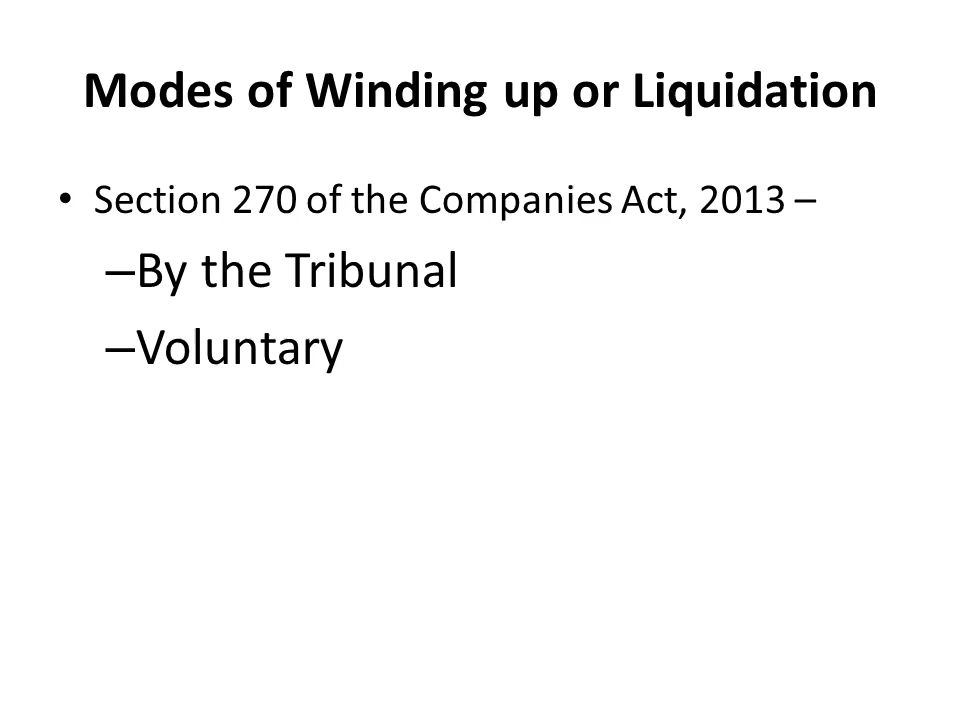 Modes of Winding up or Liquidation
• Section 270 of the Companies Act, 2013 –
–By the Tribunal
–Voluntary